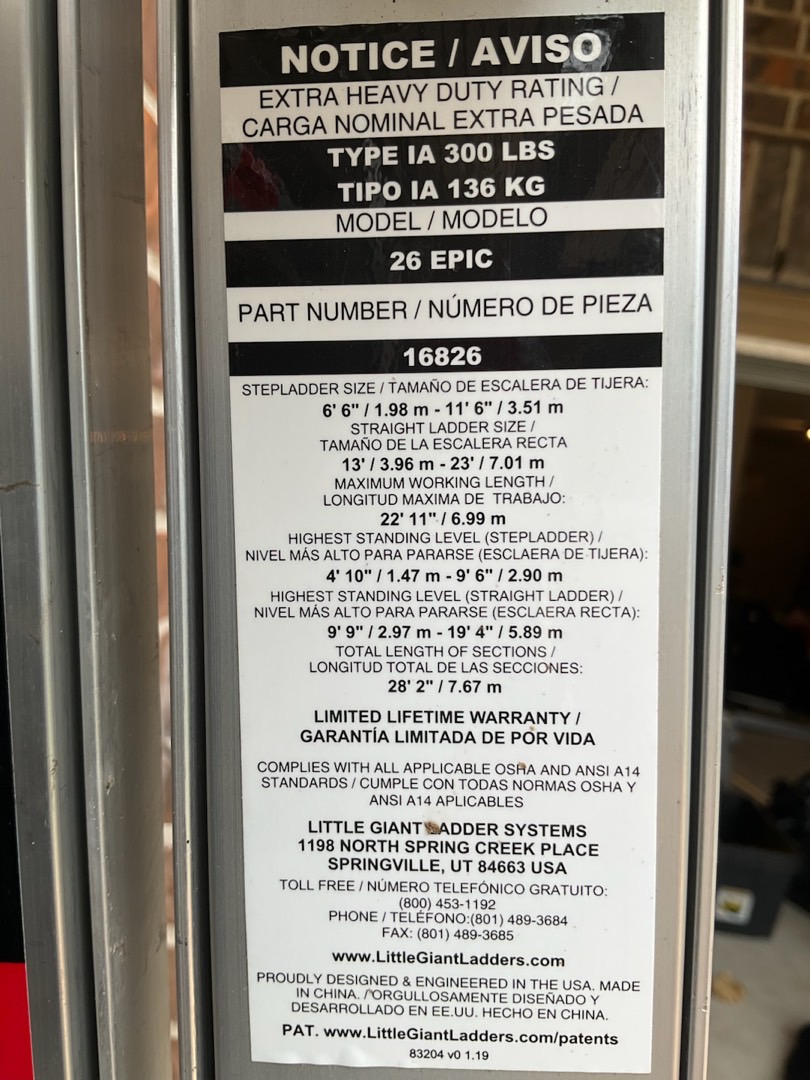 NOTICE / AVISO
EXTRA HEAVY DUTY RATING /
CARGA NOMINAL EXTRA PESADA
TYPE IA 300 LBS
TIPO IA 136 KG
MODEL / MODELO
26 EPIC
PART NUMBER / NÚMERO DE PIEZA
16826
STEPLADDER SIZE / TAMAÑO DE ESCALERA DE TIJERA:
6' 6" / 1.98 m - 11' 6" / 3.51 m
STRAIGHT LADDER SIZE /
TAMAÑO DE LA ESCALERA RECTA
13' / 3.96 m - 23' / 7.01 m
MAXIMUM WORKING LENGTH /
LONGITUD MAXIMA DE TRABAJO:
22' 11" / 6.99 m
HIGHEST STANDING LEVEL (STEPLADDER) /
NIVEL MÁS ALTO PARA PARARSE (ESCLAERA DE TIJERA):
4' 10" / 1.47 m - 9' 6" / 2.90 m
HIGHEST STANDING LEVEL (STRAIGHT LADDER) /
NIVEL MÁS ALTO PARA PARARSE (ESCLAERA RECTA):
9' 9" / 2.97 m - 19' 4" / 5.89 m
TOTAL LENGTH OF SECTIONS /
LONGITUD TOTAL DE LAS SECCIONES:
28' 2" / 7.67 m
LIMITED LIFETIME WARRANTY /
GARANTÍA LIMITADA DE POR VIDA
COMPLIES WITH ALL APPLICABLE OSHA AND ANSI A14
STANDARDS / CUMPLE CON TODAS NORMAS OSHA Y
ANSI A14 APLICABLES
LITTLE GIANT LADDER SYSTEMS
1198 NORTH SPRING CREEK PLACE
SPRINGVILLE, UT 84663 USA
TOLL FREE / NÚMERO TELEFÓNICO GRATUITO:
(800) 453-1192
PHONE / TELÉFONO:(801) 489-3684
FAX: (801) 489-3685
www.LittleGiantLadders.com
PROUDLY DESIGNED & ENGINEERED IN THE USA. MADE
IN CHINA. / ORGULLOSAMENTE DISEÑADO Y
DESARROLLADO EN EE.UU. HECHO EN CHINA.
PAT. www.LittleGiantLadders.com/patents
83204 v0 1.19